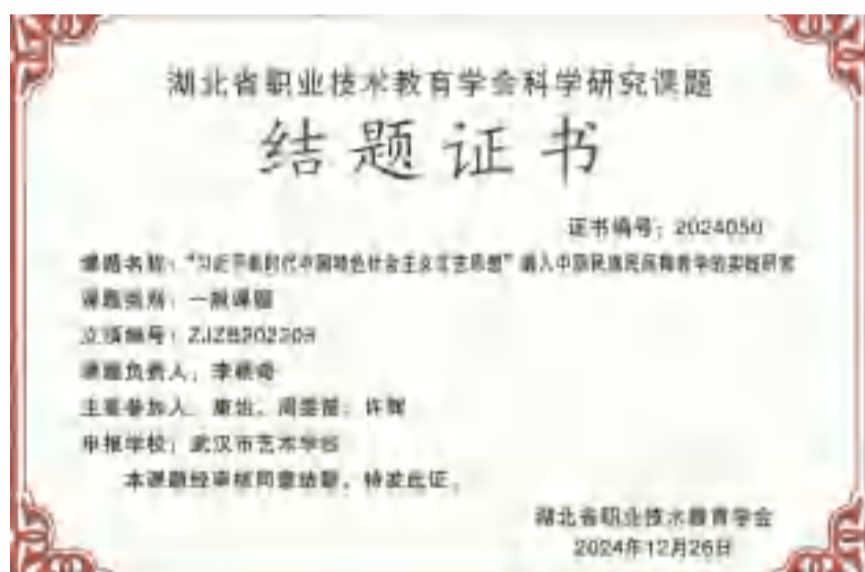 湖北省职业技术教育学会科学研究课题
结题证书
证书编号：2024050
课题名称："习近平新时代中国特色社会主义文艺思想"融入中职民族民间舞教学的实践研究
课题类别：一般课题
立项编号：ZJZB202209
课题负责人：李
主要参加人：康怡、周 许
申报学校：武汉市艺术学校
本课题经审核同意结题，特发此证。
湖北省职业技术教育学会
2024年12月26日